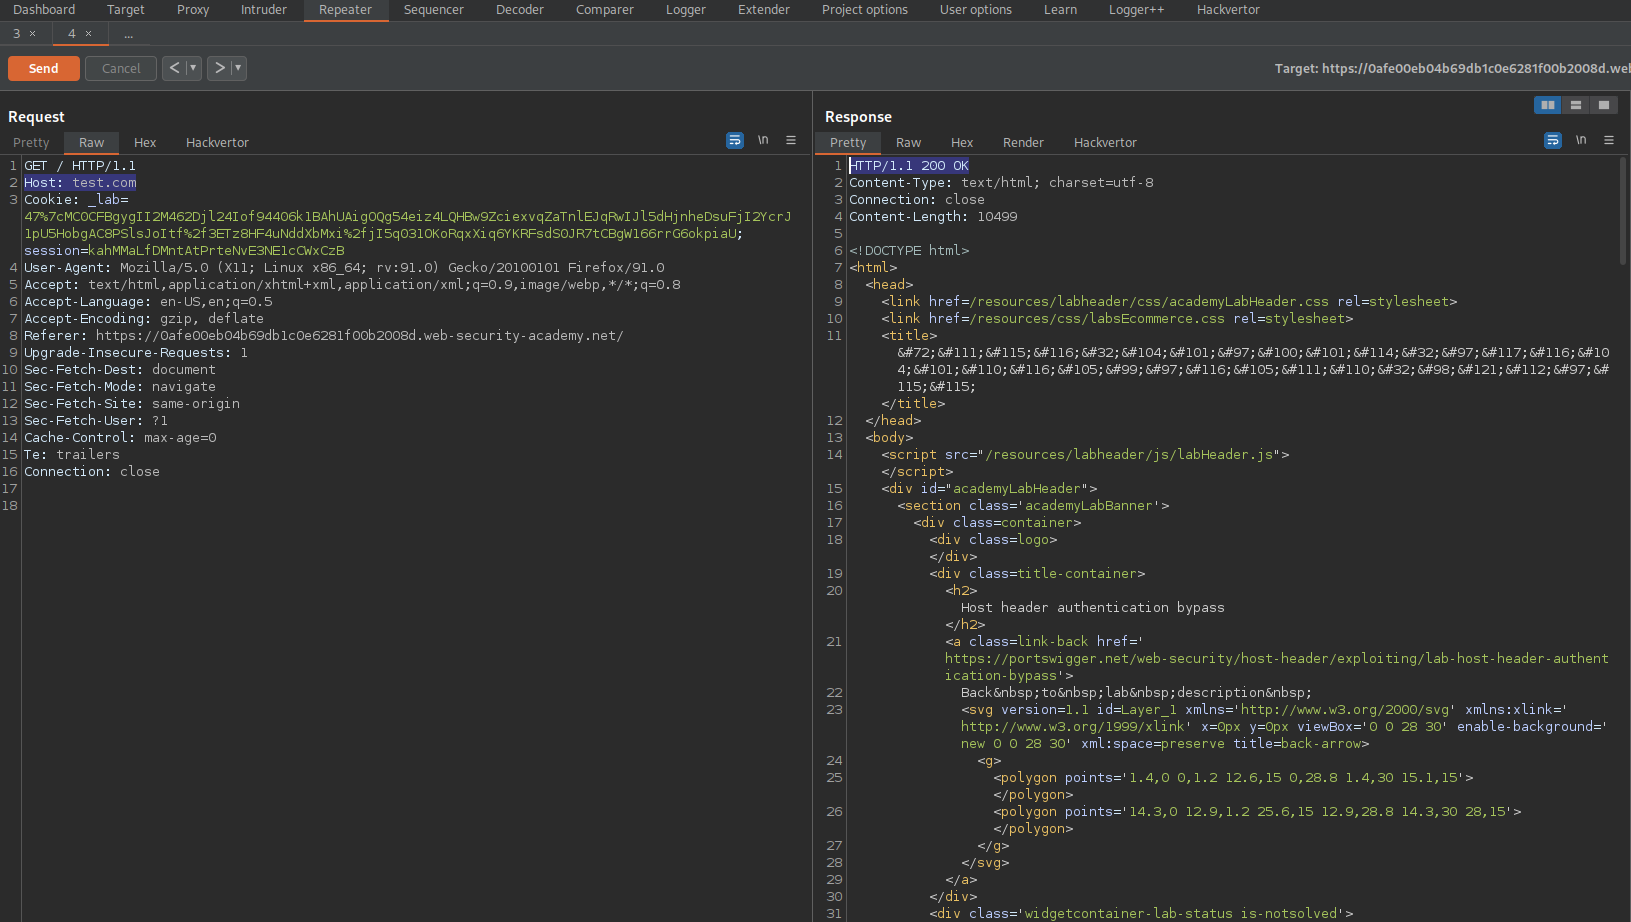 Dashboard Target Proxy Intruder Repeater Sequencer Decoder Comparer Logger Extender Project options User options Learn Logger++ Hackvertor
3 × 4 × ...
Send Cancel < ▾ > ▾ Target: https://0afe00eb04b69db1c0e6281f00b2008d.web
Request
Pretty Raw Hex Hackvertor \n
1 GET / HTTP/1.1
2 Host: test.com
3 Cookie: _lab=
47%7cMC0CFBgygII2M462Djl24Iof94406k1BAhUAigOQg54eiz4LQHBw9ZciexvqZaTnlEJqRwIJl5dHjnheDsuFjI2YcrJ
1pU5HobgAC8PSlsJoItf%2f3ETz8HF4uNddXbMxi%2fjI5q031OKoRqxXiq6YKRFsdS0JR7tCBgW166rrG6okpiaU;
session=kahMMaLfDMntAtPrteNvE3NE1cCWxCzB
4 User-Agent: Mozilla/5.0 (X11; Linux x86_64; rv:91.0) Gecko/20100101 Firefox/91.0
5 Accept: text/html,application/xhtml+xml,application/xml;q=0.9,image/webp,*/*;q=0.8
6 Accept-Language: en-US,en;q=0.5
7 Accept-Encoding: gzip, deflate
8 Referer: https://0afe00eb04b69db1c0e6281f00b2008d.web-security-academy.net/
9 Upgrade-Insecure-Requests: 1
10 Sec-Fetch-Dest: document
11 Sec-Fetch-Mode: navigate
12 Sec-Fetch-Site: same-origin
13 Sec-Fetch-User: ?1
14 Cache-Control: max-age=0
15 Te: trailers
16 Connection: close
17
18
Response
Pretty Raw Hex Render Hackvertor \n
1 HTTP/1.1 200 OK
2 Content-Type: text/html; charset=utf-8
3 Connection: close
4 Content-Length: 10499
5
6 <!DOCTYPE html>
7 <html>
8 <head>
9 <link href=/resources/labheader/css/academyLabHeader.css rel=stylesheet>
10 <link href=/resources/css/labsEcommerce.css rel=stylesheet>
11 <title>
&#72;&#111;&#115;&#116;&#32;&#104;&#101;&#97;&#100;&#101;&#114;&#32;&#97;&#117;&#116;&#10
4;&#101;&#110;&#116;&#105;&#99;&#97;&#116;&#105;&#111;&#110;&#32;&#98;&#121;&#112;&#97;&#
115;&#115;
</title>
12 </head>
13 <body>
14 <script src="/resources/labheader/js/labHeader.js">
</script>
15 <div id="academyLabHeader">
16 <section class='academyLabBanner'>
17 <div class=container>
18 <div class=logo>
</div>
19 <div class=title-container>
20 <h2>
Host header authentication bypass
</h2>
21 <a class=link-back href='
https://portswigger.net/web-security/host-header/exploiting/lab-host-header-authent
ication-bypass'>
22 Back&nbsp;to&nbsp;lab&nbsp;description&nbsp;
23 <svg version=1.1 id=Layer_1 xmlns='http://www.w3.org/2000/svg' xmlns:xlink='
http://www.w3.org/1999/xlink' x=0px y=0px viewBox='0 0 28 30' enable-background='
new 0 0 28 30' xml:space=preserve title=back-arrow>
24 <g>
25 <polygon points='1.4,0 0,1.2 12.6,15 0,28.8 1.4,30 15.1,15'>
</polygon>
26 <polygon points='14.3,0 12.9,1.2 25.6,15 12.9,28.8 14.3,30 28,15'>
</polygon>
27 </g>
28 </svg>
29 </a>
30 </div>
31 <div class='widgetcontainer-lab-status is-notsolved'>